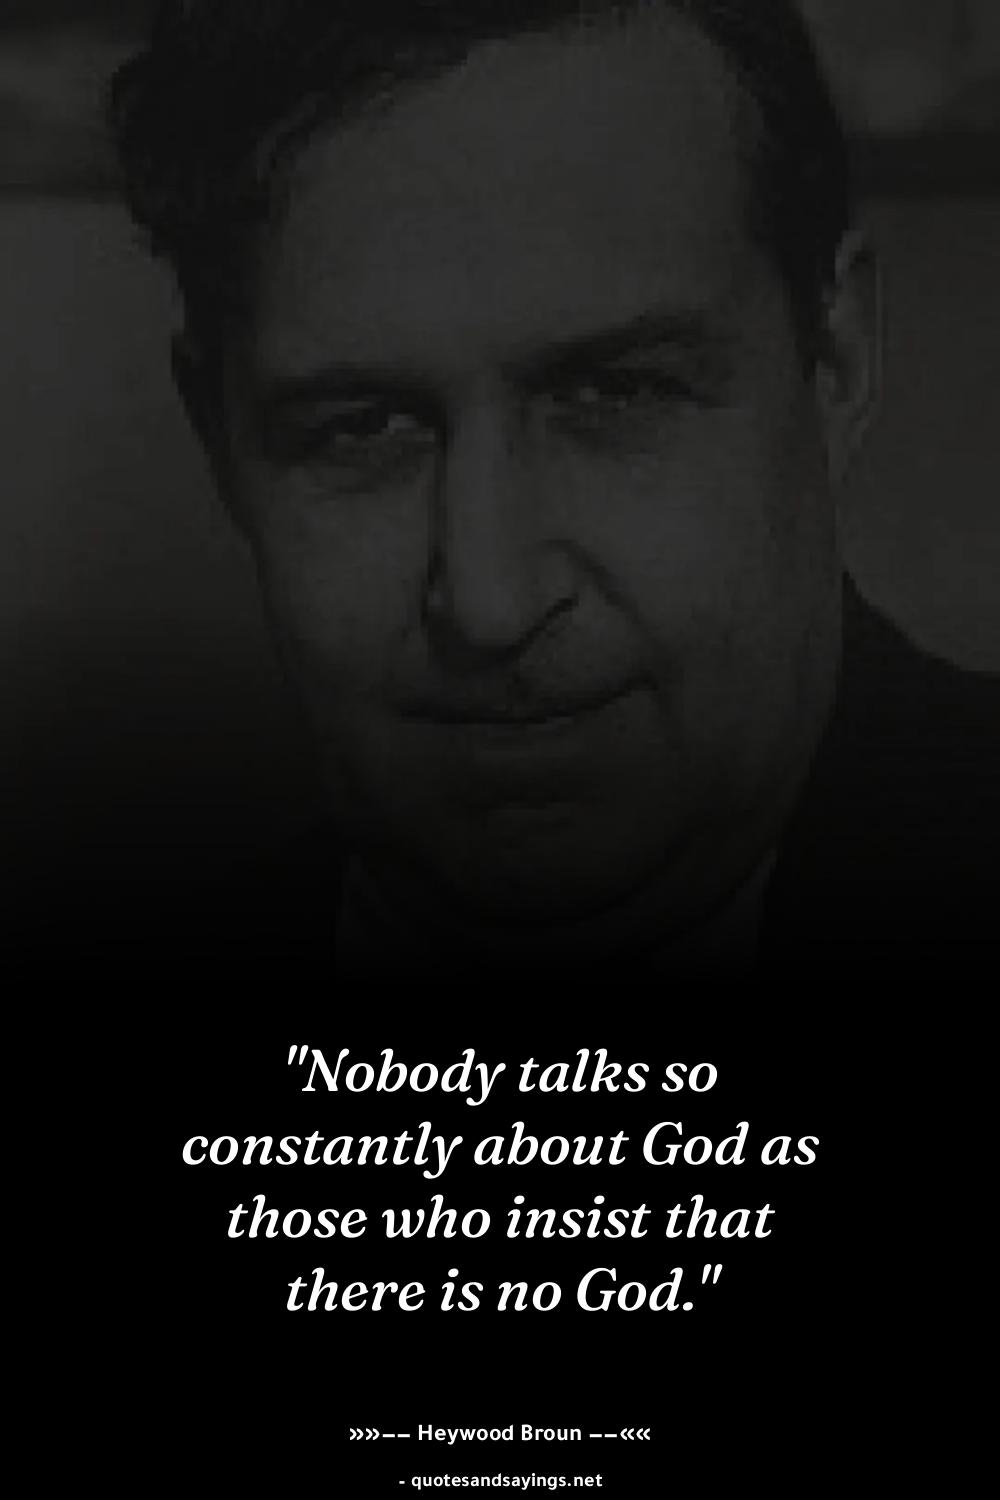 "Nobody talks so
constantly about God as
those who insist that
there is no God."
»»−− Heywood Broun −−««
- quotesandsayings.net